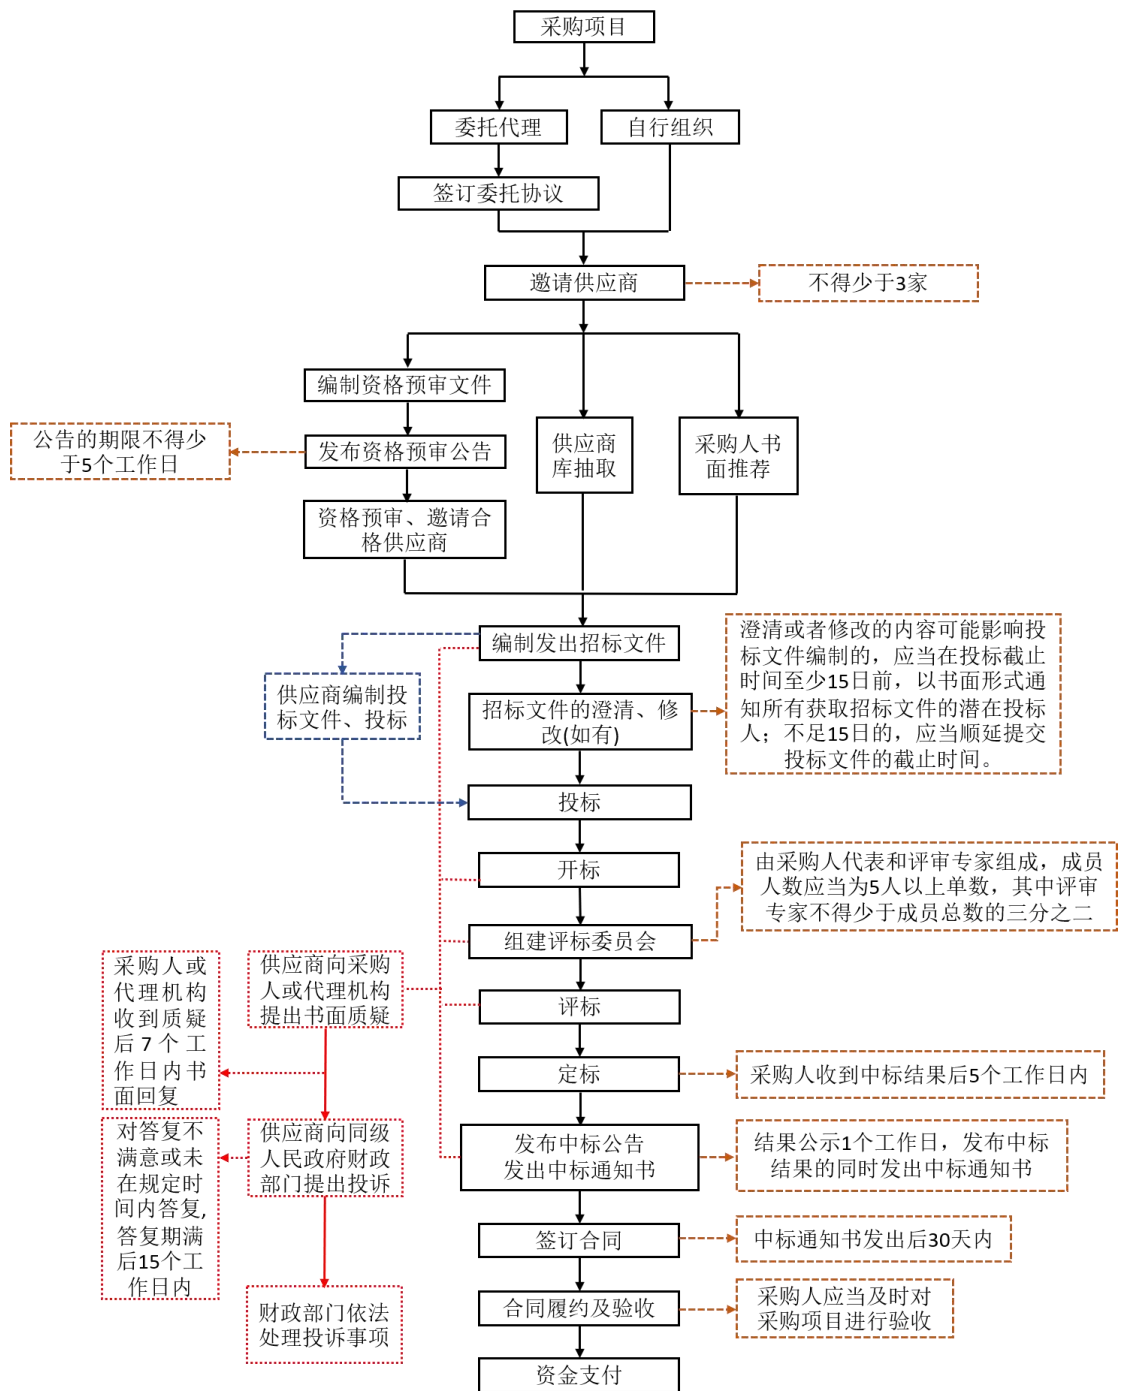 采购项目
委托代理
自行组织
签订委托协议
邀请供应商
不得少于3家
编制资格预审文件
公告的期限不得少
于5个工作日
发布资格预审公告
供应商
库抽取
采购人书
面推荐
资格预审、邀请合
格供应商
编制发出招标文件
供应商编制投
标文件、投标
招标文件的澄清、修
改(如有)
澄清或者修改的内容可能影响投
标文件编制的，应当在投标截止
时间至少15日前，以书面形式通
知所有获取招标文件的潜在投标
人；不足15日的，应当顺延提交
投标文件的截止时间。
投标
开标
由采购人代表和评审专家组成，成员
人数应当为5人以上单数，其中评审
专家不得少于成员总数的三分之二
组建评标委员会
采购人或
代理机构
收到质疑
后7个工
作日内书
面回复
供应商向采购
人或代理机构
提出书面质疑
评标
定标
采购人收到中标结果后5个工作日内
对答复不
满意或未
在规定时
间内答复,
答复期满
后15个工
作日内
供应商向同级
人民政府财政
部门提出投诉
发布中标公告
发出中标通知书
结果公示1个工作日，发布中标
结果的同时发出中标通知书
签订合同
中标通知书发出后30天内
财政部门依法
处理投诉事项
合同履约及验收
采购人应当及时对
采购项目进行验收
资金支付